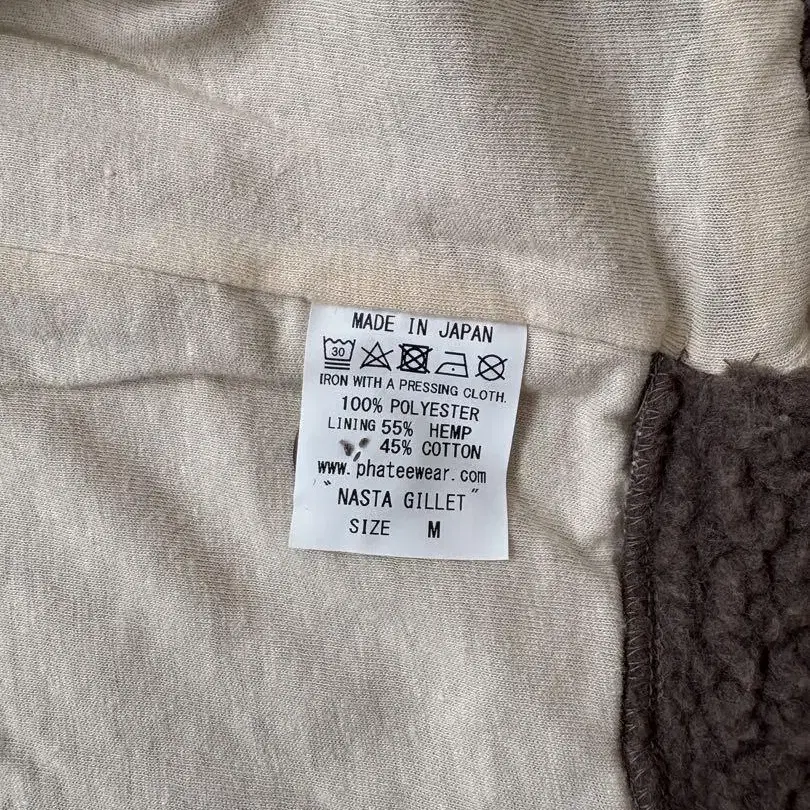 MADE IN JAPAN
30
IRON WITH A PRESSING CLOTH.
100% POLYESTER
LINING 55% HEMP
45% COTTON
www.phateewear.com
"NASTA GILLET"
SIZE M